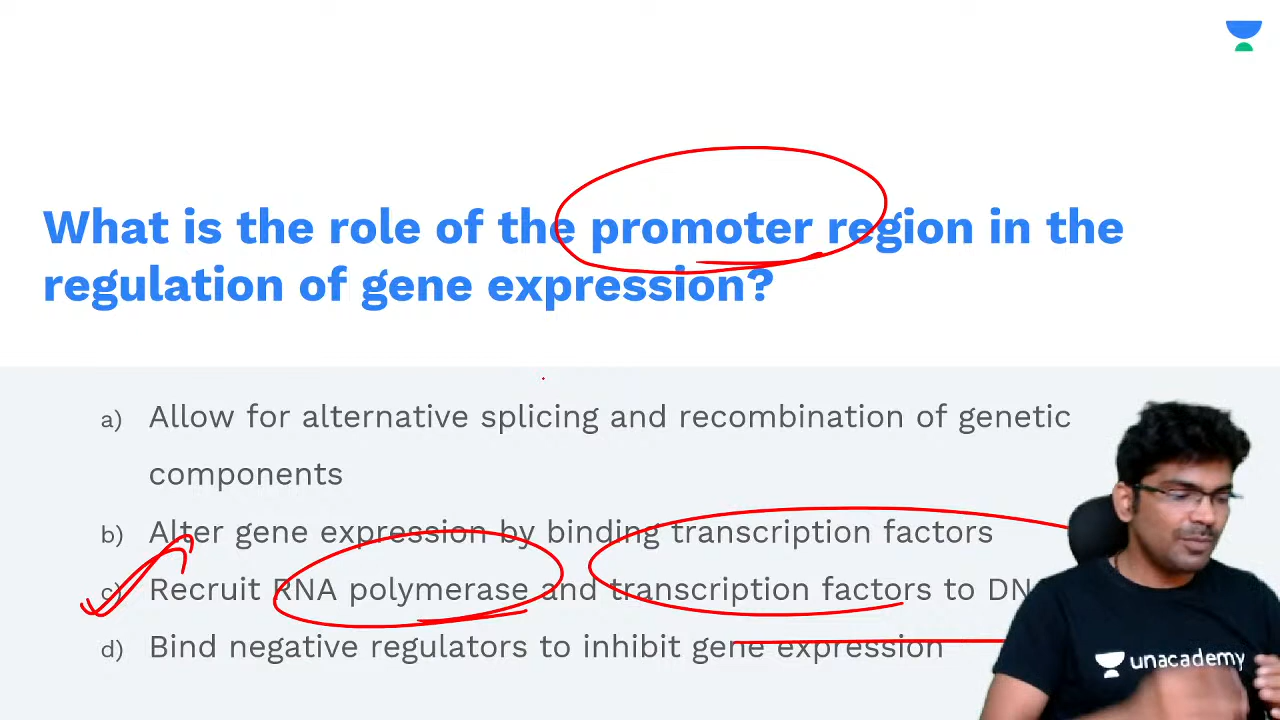 What is the role of the promoter region in the
regulation of gene expression?
a) Allow for alternative splicing and recombination of genetic
components
b) Alter gene expression by binding transcription factors
c) Recruit RNA polymerase and transcription factors to
d) Bind negative regulators to inhibit gene expression
unacademy